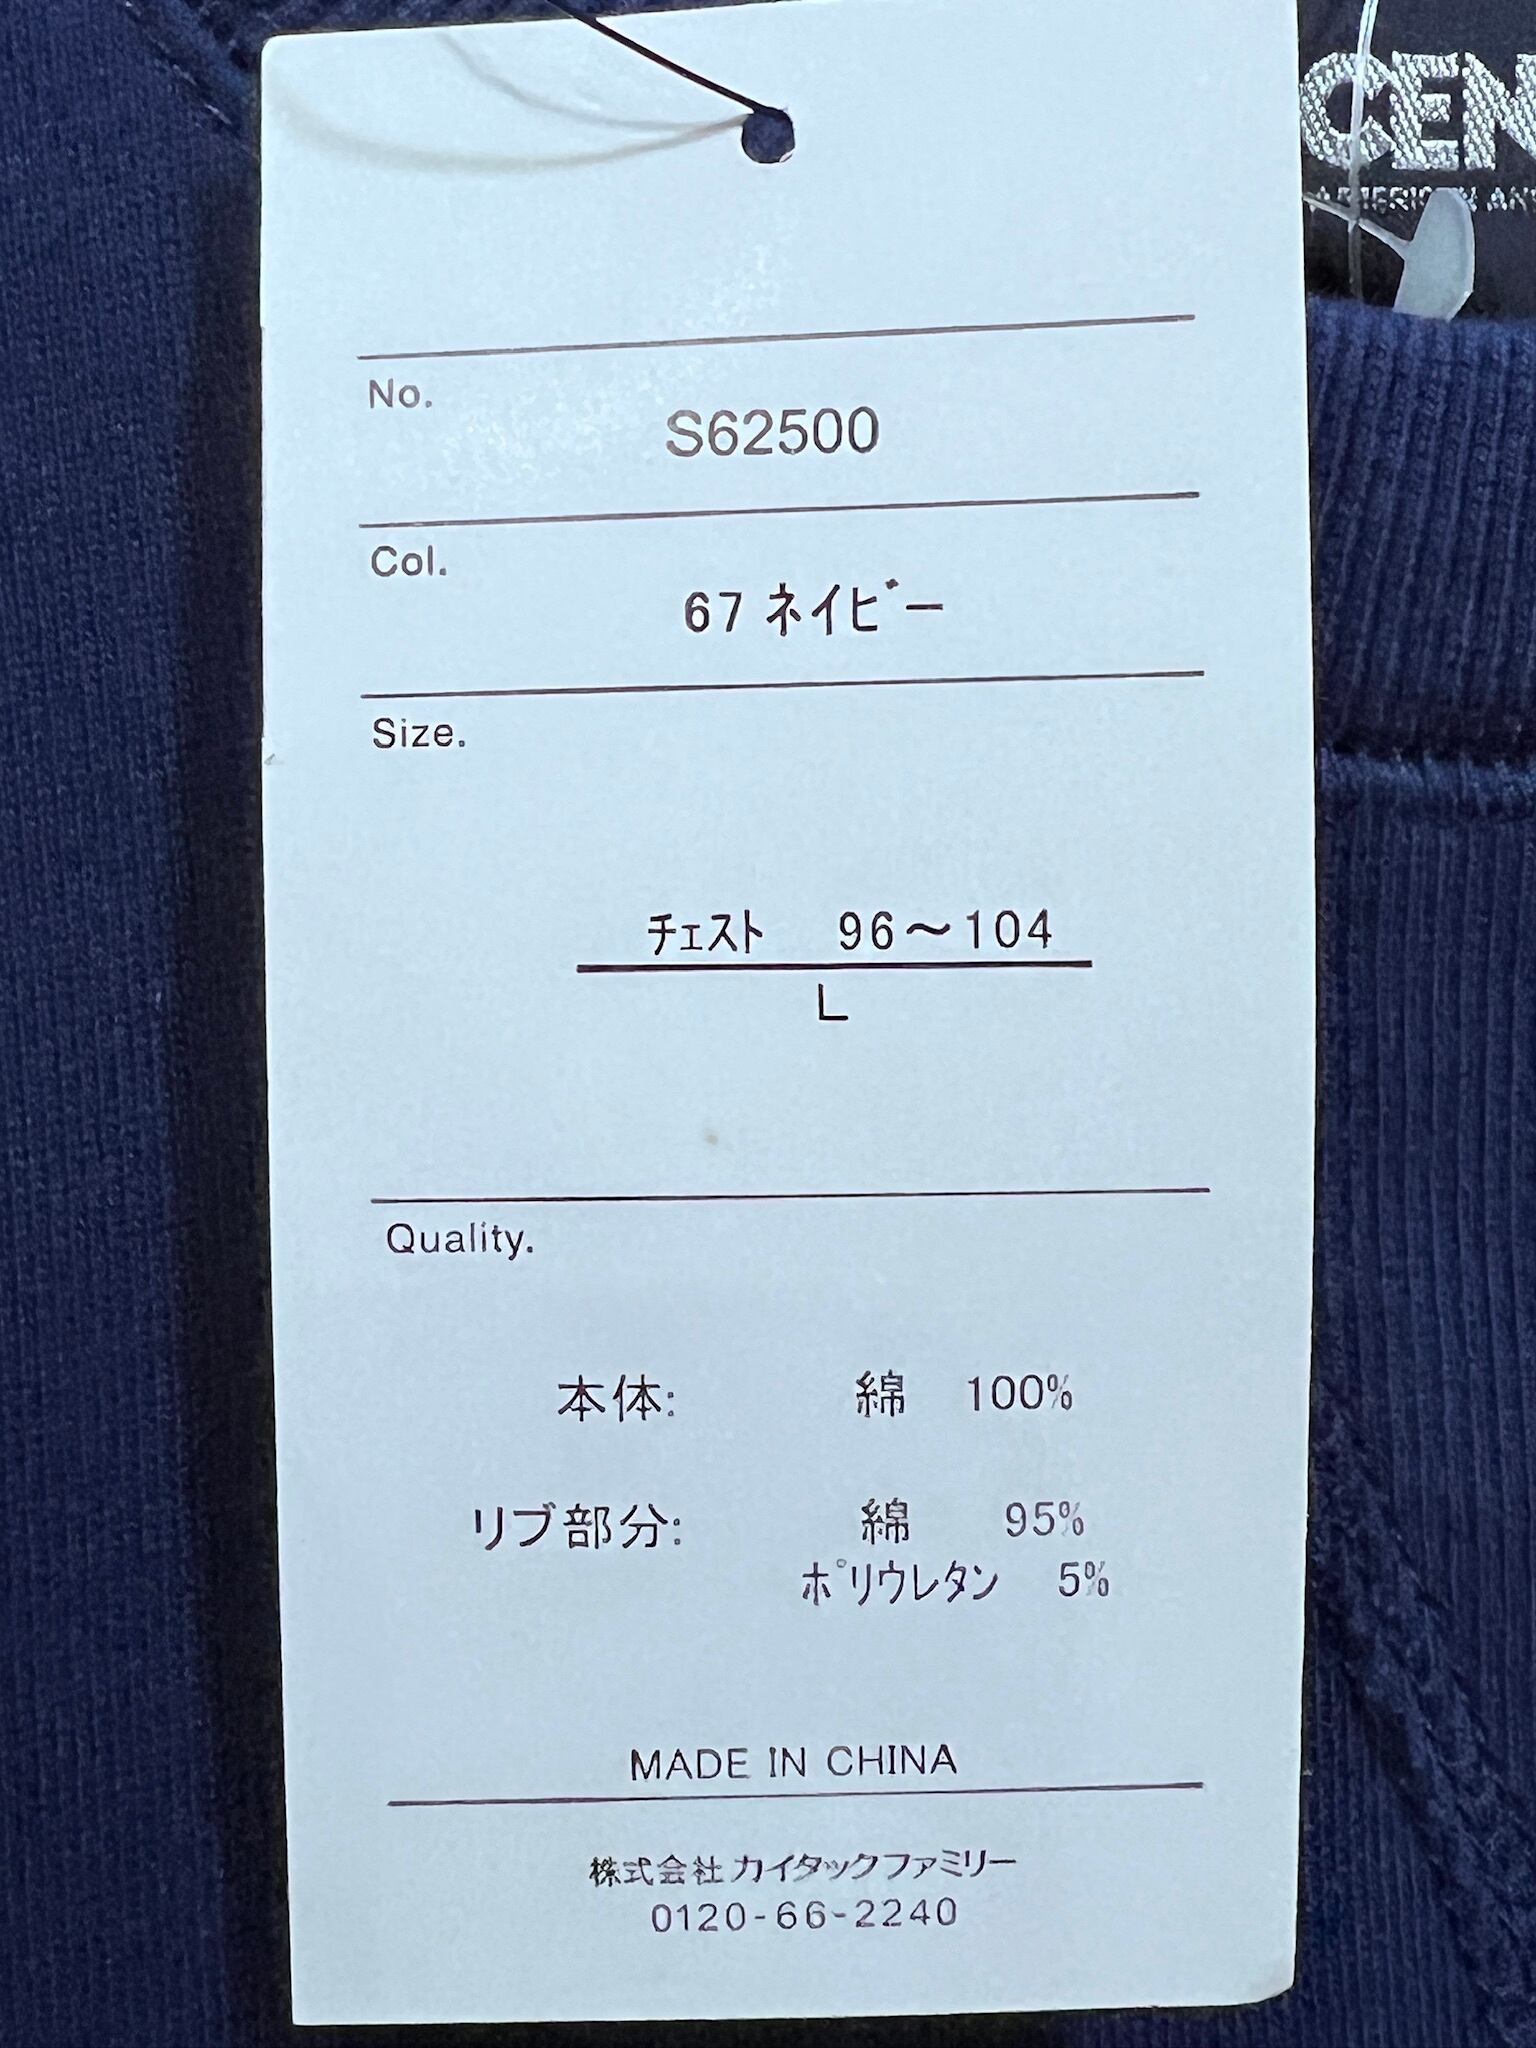 CEN
No.
S62500
Col.
67 ネイビー
Size.
チェスト 96～104
L
Quality.
本体: 綿 100%
リブ部分: 綿 95%
ポリウレタン 5%
MADE IN CHINA
株式会社カイタックファミリー
0120-66-2240